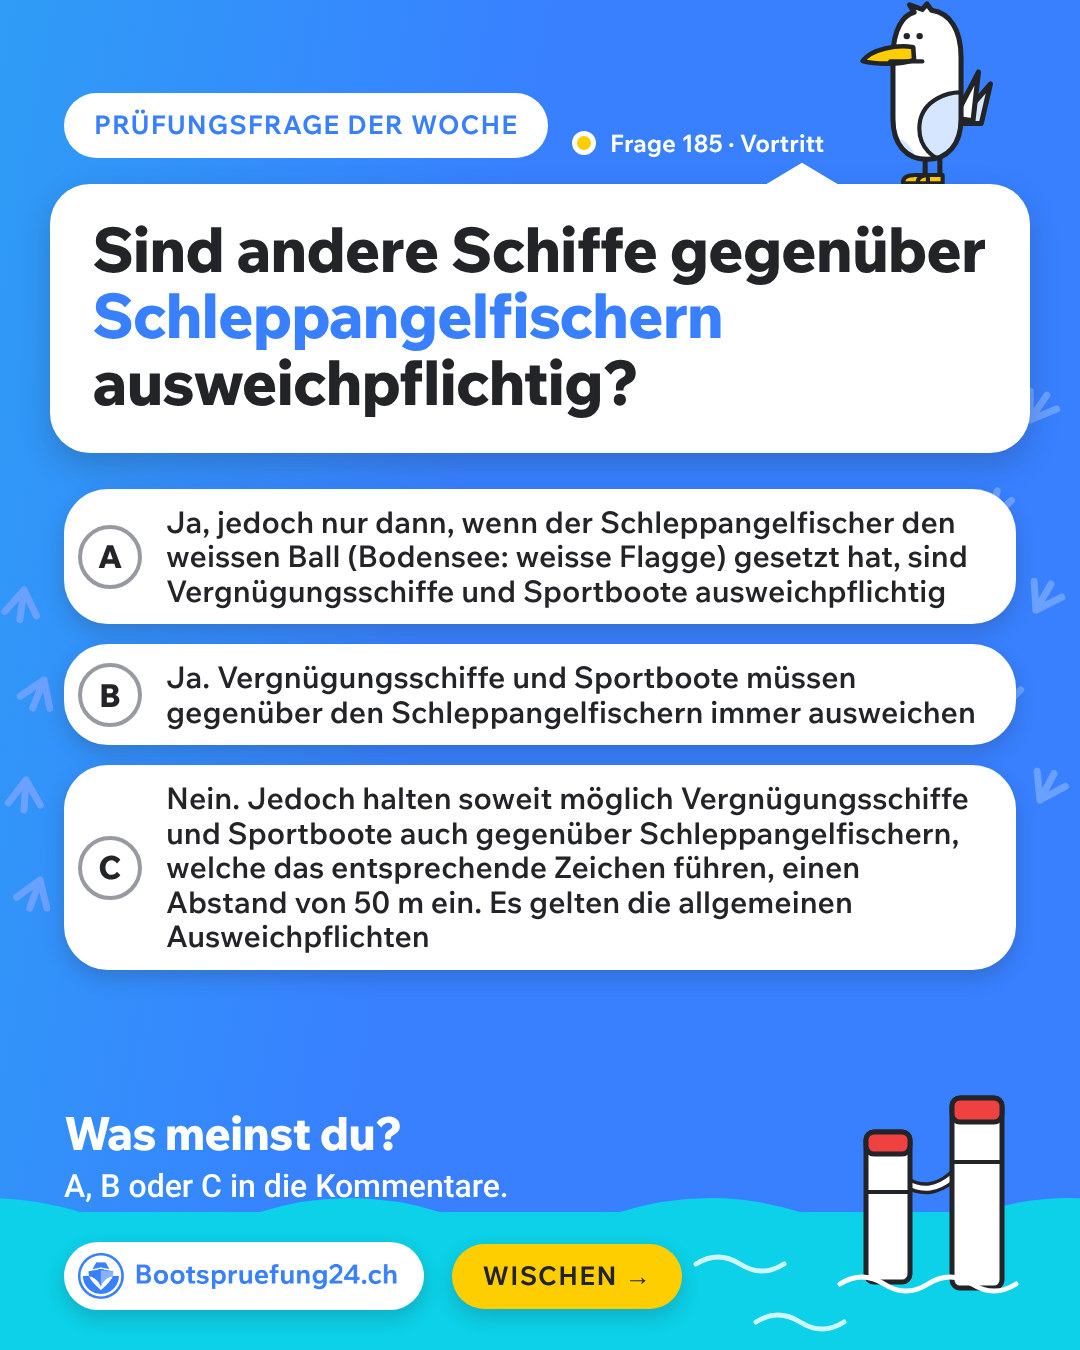 PRÜFUNGSFRAGE DER WOCHE
Frage 185 · Vortritt
Sind andere Schiffe gegenüber
Schleppangelfischern
ausweichpflichtig?
A
Ja, jedoch nur dann, wenn der Schleppangelfischer den
weissen Ball (Bodensee: weisse Flagge) gesetzt hat, sind
Vergnügungsschiffe und Sportboote ausweichpflichtig
B
Ja. Vergnügungsschiffe und Sportboote müssen
gegenüber den Schleppangelfischern immer ausweichen
C
Nein. Jedoch halten soweit möglich Vergnügungsschiffe
und Sportboote auch gegenüber Schleppangelfischern,
welche das entsprechende Zeichen führen, einen
Abstand von 50 m ein. Es gelten die allgemeinen
Ausweichpflichten
Was meinst du?
A, B oder C in die Kommentare.
Bootspruefung24.ch
WISCHEN →